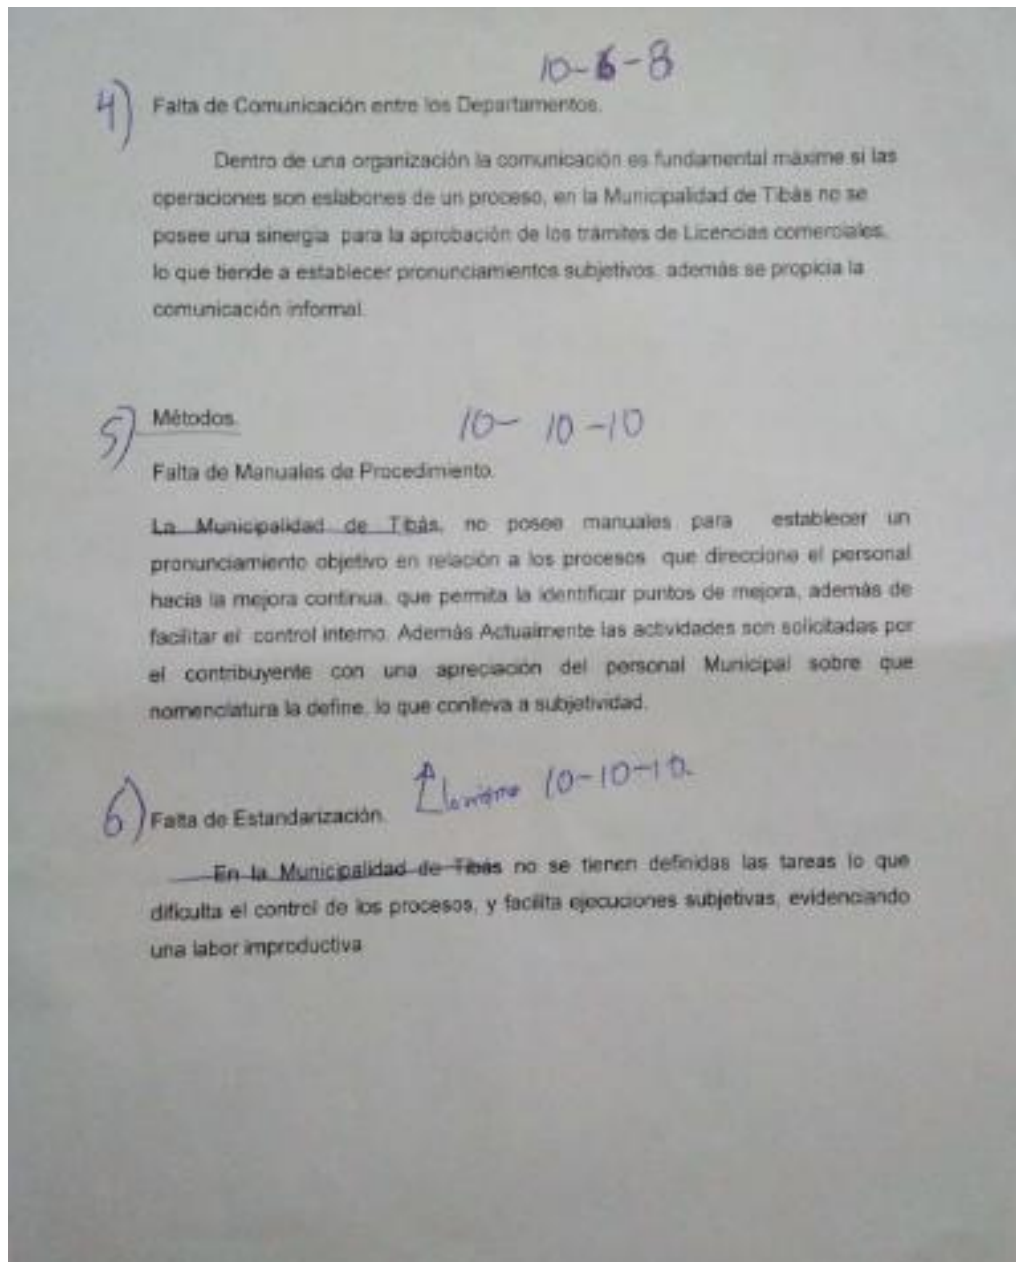 10-6-8
4) Falta de Comunicación entre los Departamentos.
Dentro de una organización la comunicación es fundamental máxime si las
operaciones son eslabones de un proceso, en la Municipalidad de Tibás no se
posee una sinergia para la aprobación de los trámites de Licencias comerciales,
lo que tiende a establecer pronunciamientos subjetivos, además se propicia la
comunicación informal.
5) Métodos. 10- 10-10
Falta de Manuales de Procedimiento.
La Municipalidad de Tibás, no posee manuales para establecer un
pronunciamiento objetivo en relación a los procesos que direccione el personal
hacia la mejora continua, que permita la identificar puntos de mejora, además de
facilitar el control interno. Además Actualmente las actividades son solicitadas por
el contribuyente con una apreciación del personal Municipal sobre que
nomenclatura la define, lo que conlleva a subjetividad.
6) Falta de Estandarización. lo mismo 10-10-10.
En la Municipalidad de Tibás no se tienen definidas las tareas lo que
dificulta el control de los procesos, y facilita ejecuciones subjetivas, evidenciando
una labor improductiva